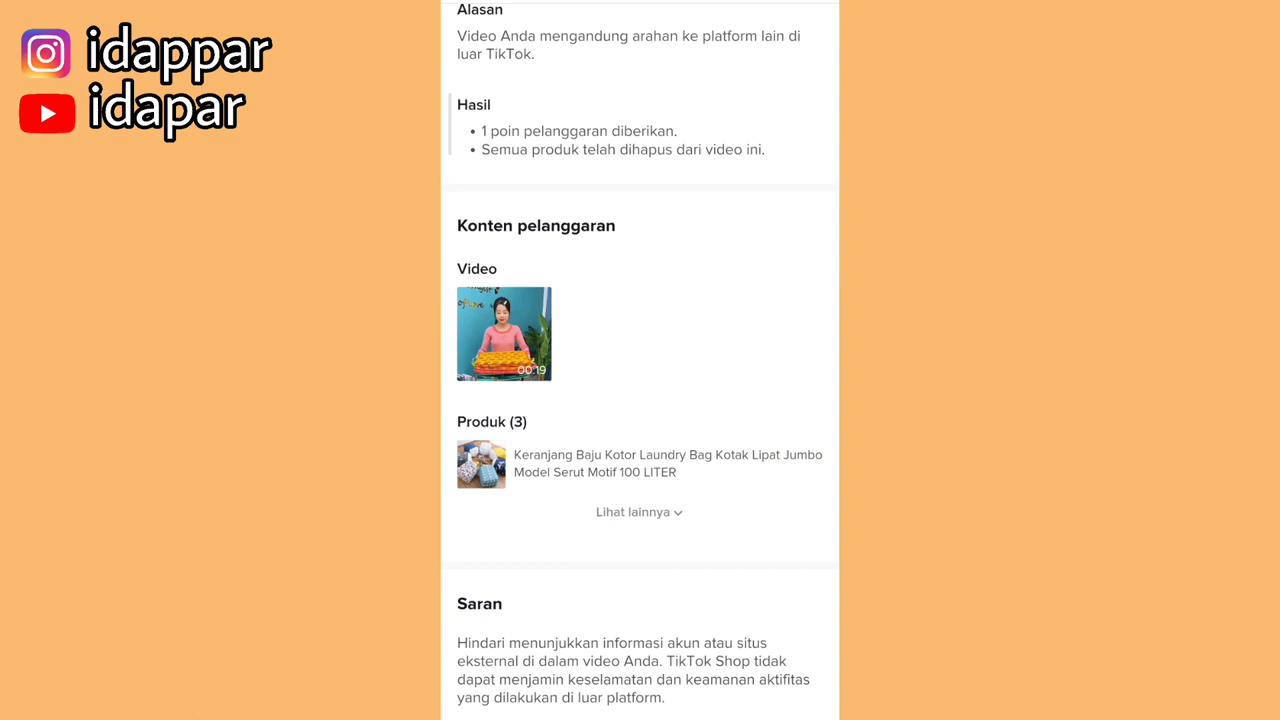 idappar
idapar
Alasan
Video Anda mengandung arahan ke platform lain di
luar TikTok.
Hasil
• 1 poin pelanggaran diberikan.
• Semua produk telah dihapus dari video ini.
Konten pelanggaran
Video
00:19
Produk (3)
Keranjang Baju Kotor Laundry Bag Kotak Lipat Jumbo
Model Serut Motif 100 LITER
Lihat lainnya
Saran
Hindari menunjukkan informasi akun atau situs
eksternal di dalam video Anda. TikTok Shop tidak
dapat menjamin keselamatan dan keamanan aktifitas
yang dilakukan di luar platform.